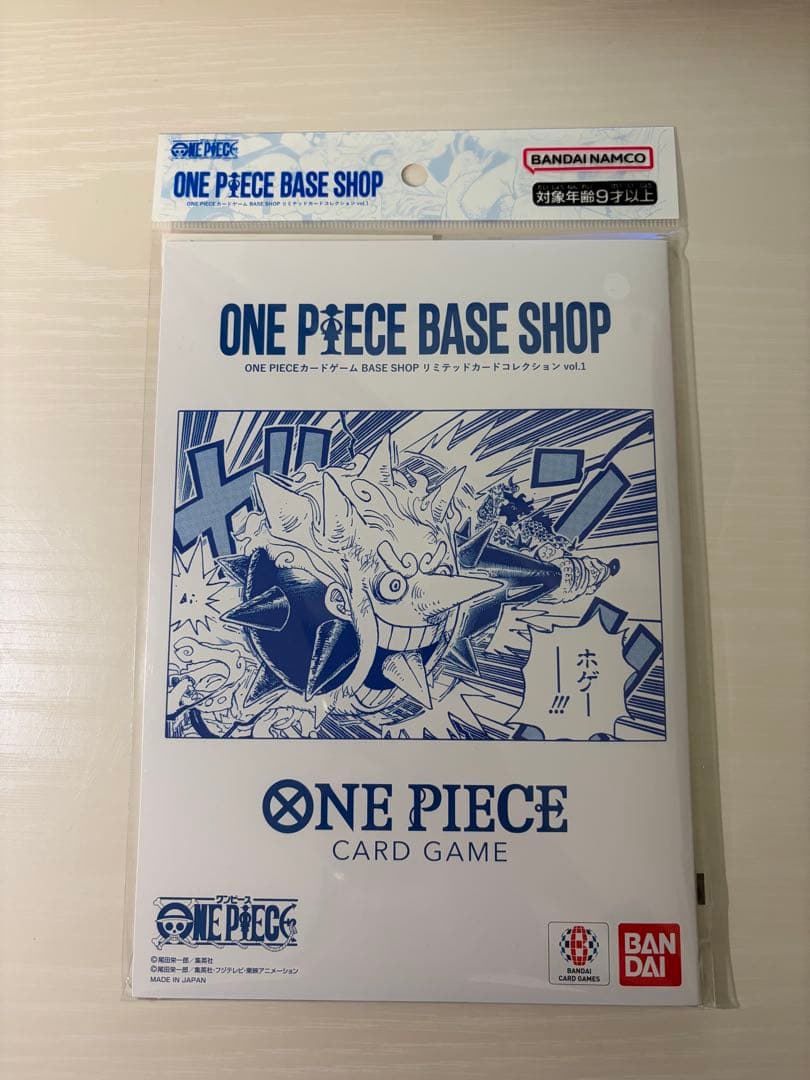 ONE PIECE
BANDAI NAMCO
ONE PIECE BASE SHOP
ONE PIECEカードゲーム BASE SHOP リミテッドカードコレクション vol.1
対象年齢9才以上
ONE PIECE BASE SHOP
ONE PIECEカードゲーム BASE SHOP リミテッドカードコレクション vol.1
ホゲー
ーー!!!
ONE PIECE
CARD GAME
ワンピース
ONE PIECE
©尾田栄一郎/集英社
©尾田栄一郎/集英社・フジテレビ・東映アニメーション
MADE IN JAPAN
BANDAI
CARD GAMES
BAN
DAI